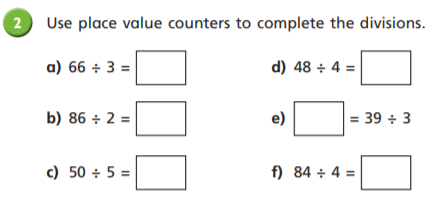 2 Use place value counters to complete the divisions.
a) 66 ÷ 3 =
d) 48 ÷ 4 =
b) 86 ÷ 2 =
e) = 39 ÷ 3
c) 50 ÷ 5 =
f) 84 ÷ 4 =